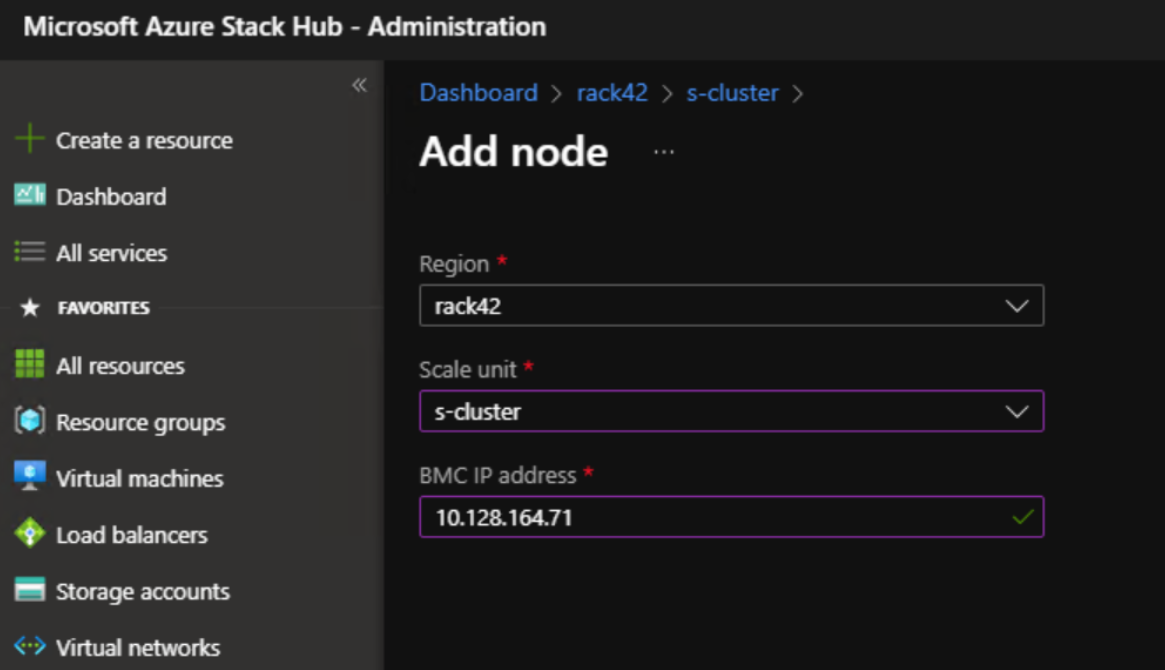 Microsoft Azure Stack Hub - Administration
«
Create a resource
Dashboard
All services
FAVORITES
All resources
Resource groups
Virtual machines
Load balancers
Storage accounts
Virtual networks
Dashboard > rack42 > s-cluster >
Add node ...
Region *
rack42
Scale unit *
s-cluster
BMC IP address *
10.128.164.71